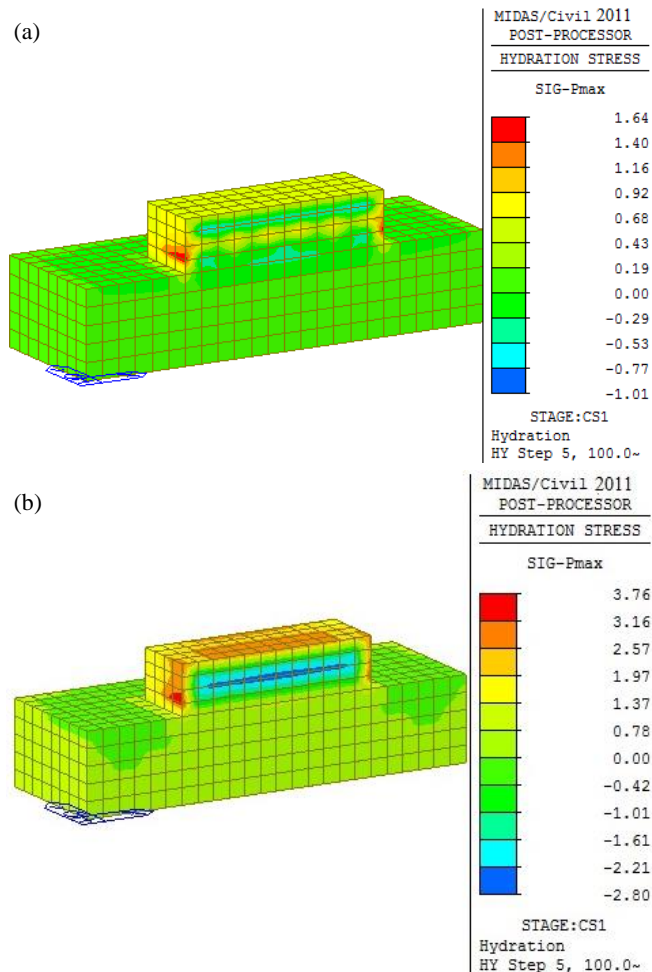 (a)
MIDAS/Civil 2011
POST-PROCESSOR
HYDRATION STRESS
SIG-Pmax
1.64
1.40
1.16
0.92
0.68
0.43
0.19
0.00
-0.29
-0.53
-0.77
-1.01
STAGE:CS1
Hydration
HY Step 5, 100.0~
(b)
MIDAS/Civil 2011
POST-PROCESSOR
HYDRATION STRESS
SIG-Pmax
3.76
3.16
2.57
1.97
1.37
0.78
0.00
-0.42
-1.01
-1.61
-2.21
-2.80
STAGE:CS1
Hydration
HY Step 5, 100.0~